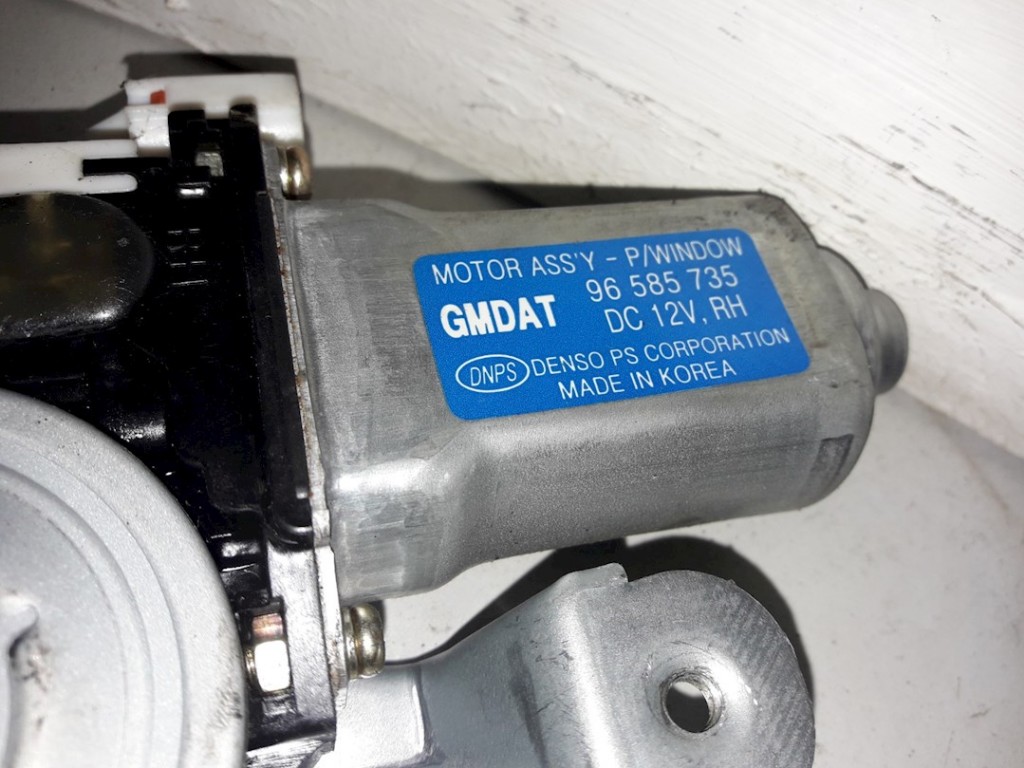 MOTOR ASS'Y - P/WINDOW
GMDAT 96 585 735
DC 12V, RH
DNPS DENSO PS CORPORATION
MADE IN KOREA